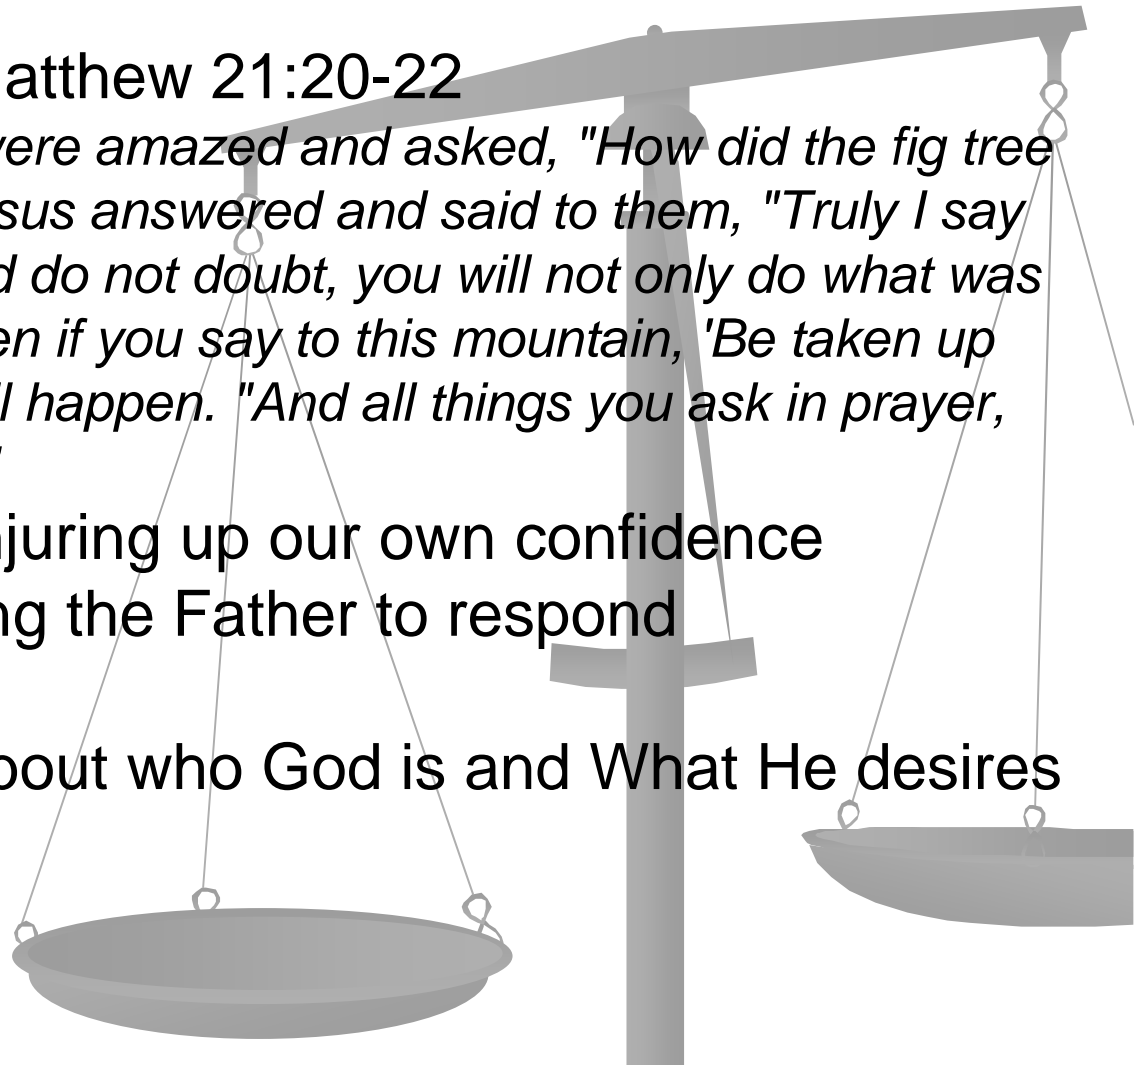 atthew 21:20-22
were amazed and asked, "How did the fig tree
sus answered and said to them, "Truly I say
d do not doubt, you will not only do what was
en if you say to this mountain, 'Be taken up
ll happen. "And all things you ask in prayer,
"
njuring up our own confidence
ng the Father to respond
bout who God is and What He desires